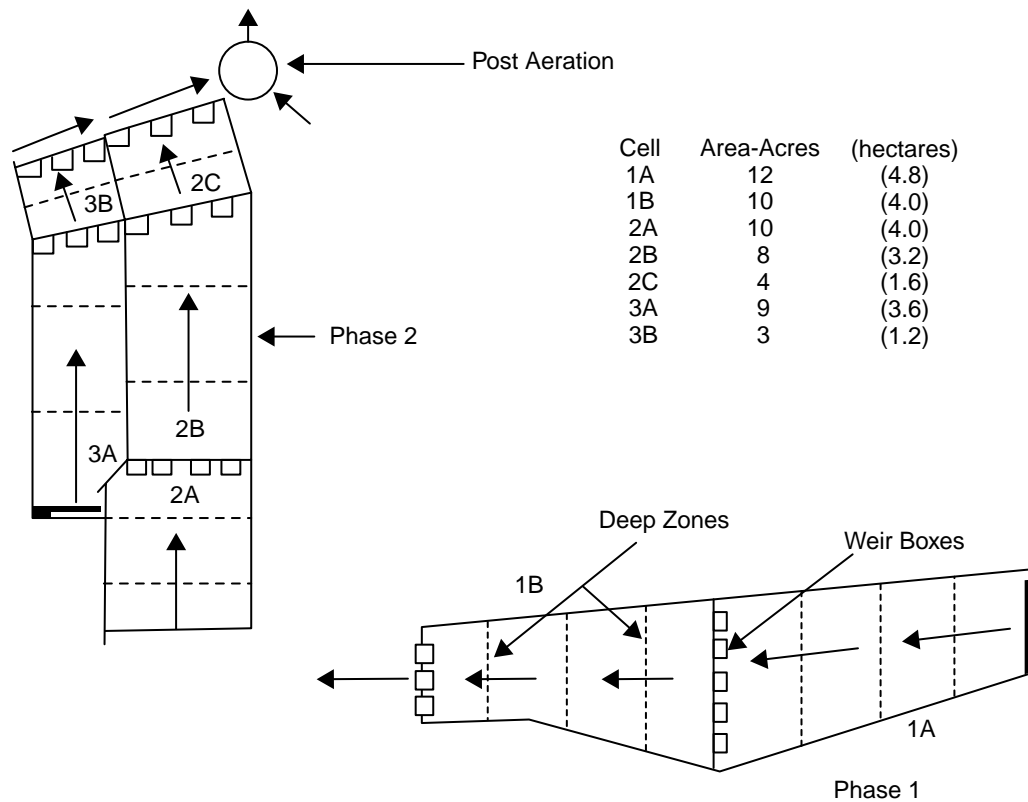 Post Aeration
Cell Area-Acres (hectares)
1A 12 (4.8)
1B 10 (4.0)
2A 10 (4.0)
2B 8 (3.2)
2C 4 (1.6)
3A 9 (3.6)
3B 3 (1.2)
2C
3B
Phase 2
2B
3A
2A
Deep Zones
Weir Boxes
1B
1A
Phase 1